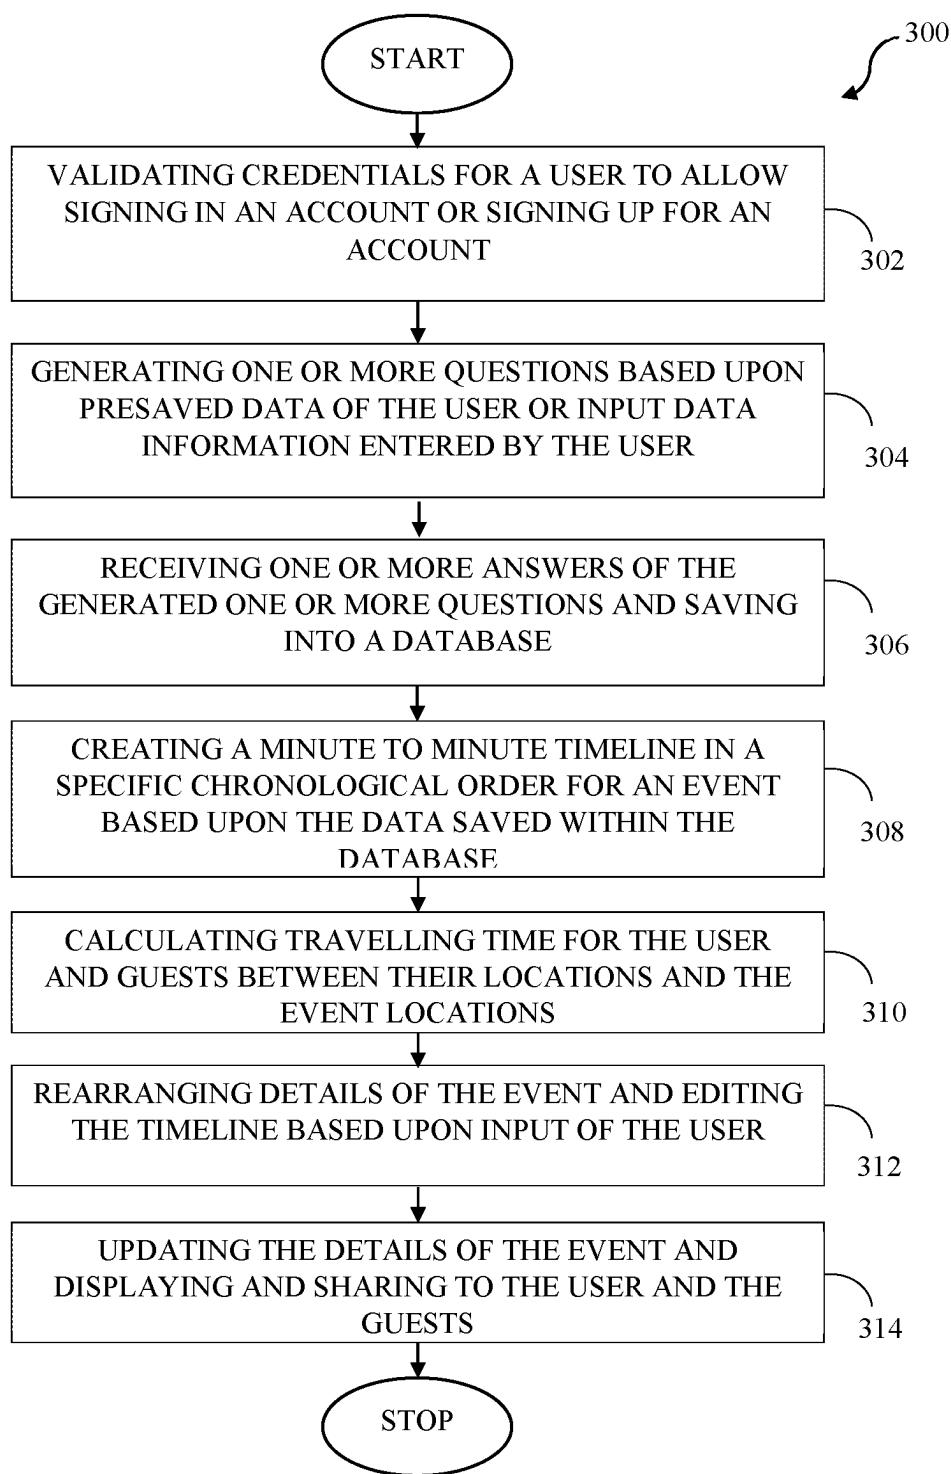 START
300
VALIDATING CREDENTIALS FOR A USER TO ALLOW
SIGNING IN AN ACCOUNT OR SIGNING UP FOR AN
ACCOUNT
302
GENERATING ONE OR MORE QUESTIONS BASED UPON
PRESAVED DATA OF THE USER OR INPUT DATA
INFORMATION ENTERED BY THE USER
304
RECEIVING ONE OR MORE ANSWERS OF THE
GENERATED ONE OR MORE QUESTIONS AND SAVING
INTO A DATABASE
306
CREATING A MINUTE TO MINUTE TIMELINE IN A
SPECIFIC CHRONOLOGICAL ORDER FOR AN EVENT
BASED UPON THE DATA SAVED WITHIN THE
DATABASE
308
CALCULATING TRAVELLING TIME FOR THE USER
AND GUESTS BETWEEN THEIR LOCATIONS AND THE
EVENT LOCATIONS
310
REARRANGING DETAILS OF THE EVENT AND EDITING
THE TIMELINE BASED UPON INPUT OF THE USER
312
UPDATING THE DETAILS OF THE EVENT AND
DISPLAYING AND SHARING TO THE USER AND THE
GUESTS
314
STOP